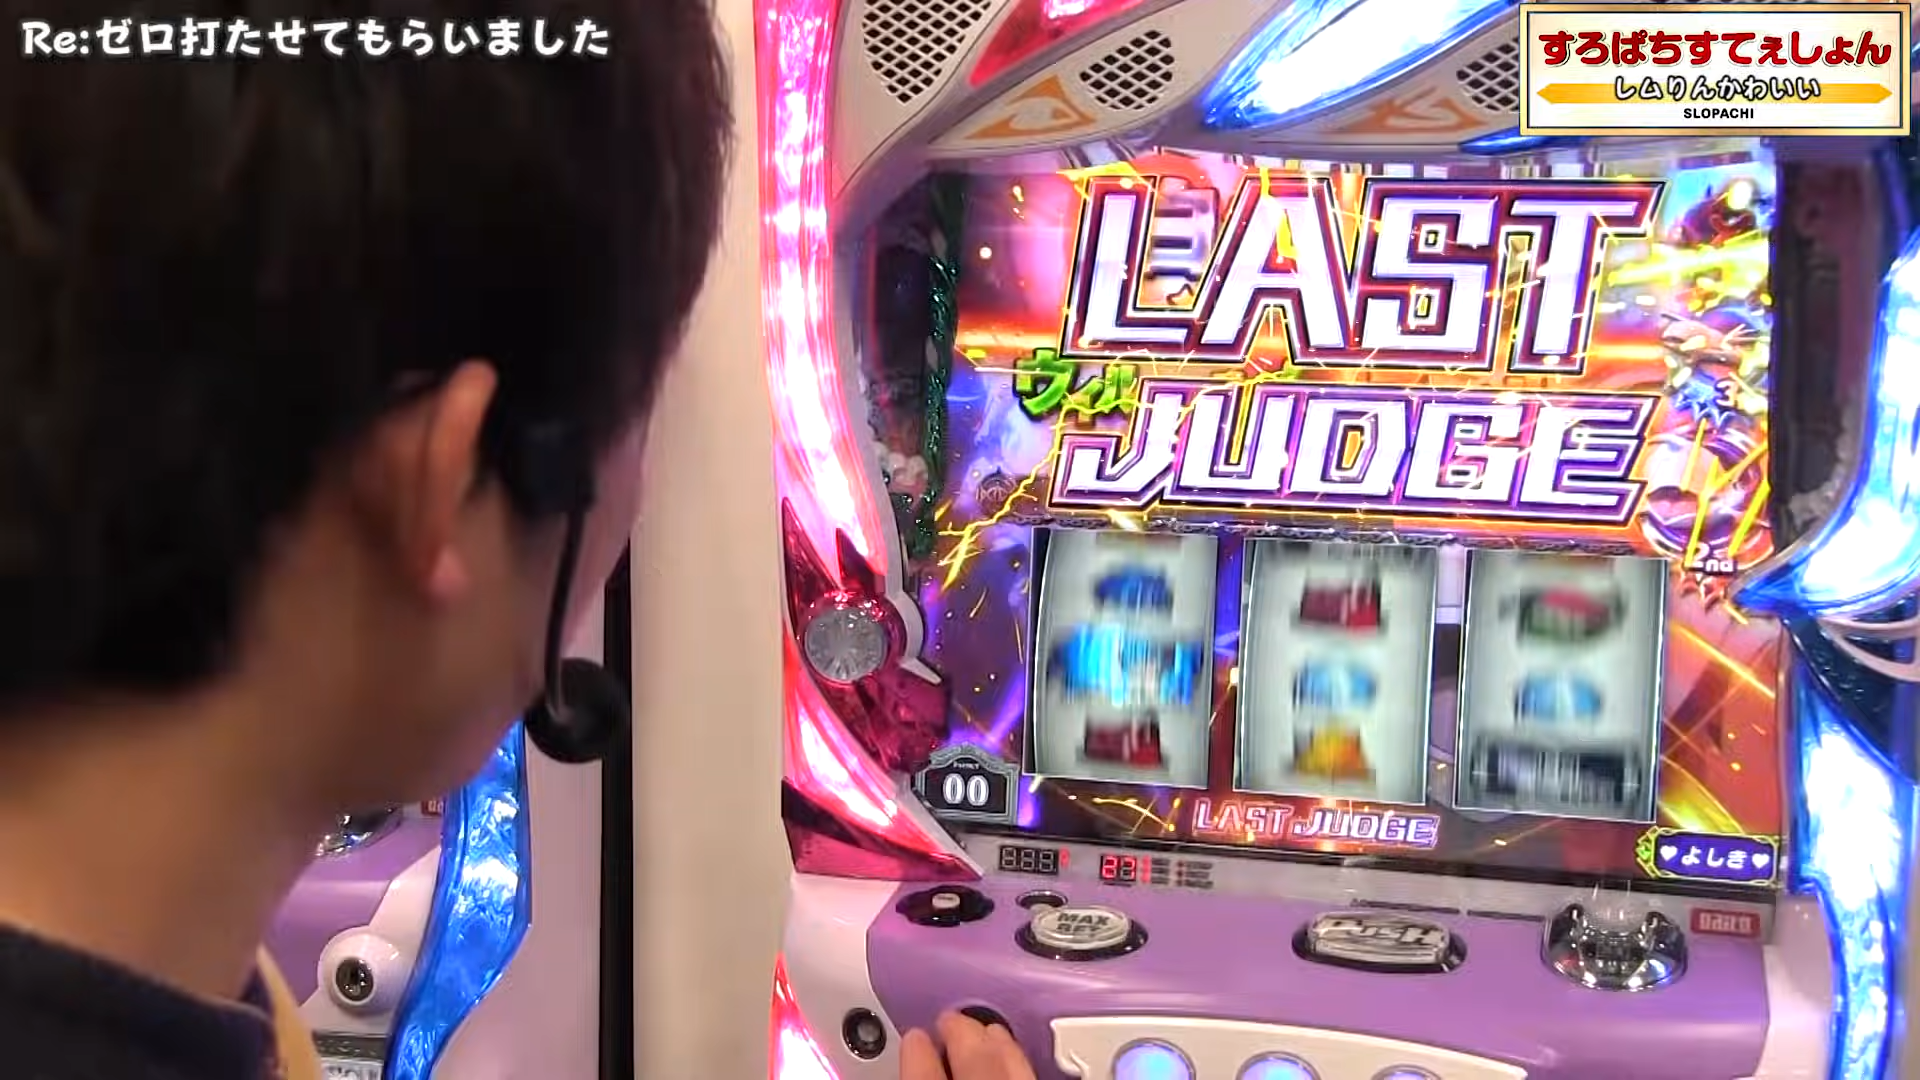 Re:ゼロ打たせてもらいました
すろぱちすてぇしょん
レムりんかわいい
SLOPACHI
LAST
ウィル
JUDGE
2nd
00
LAST JUDGE
♥よしき♥
MAX
BET
PUSH
Daito